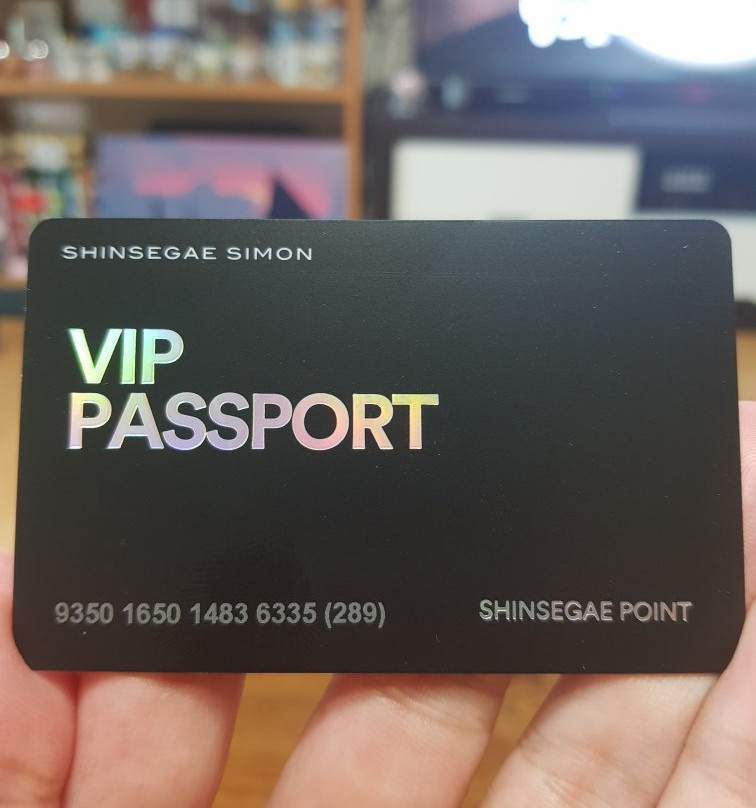 SHINSEGAE SIMON
VIP
PASSPORT
9350 1650 1483 6335 (289)
SHINSEGAE POINT